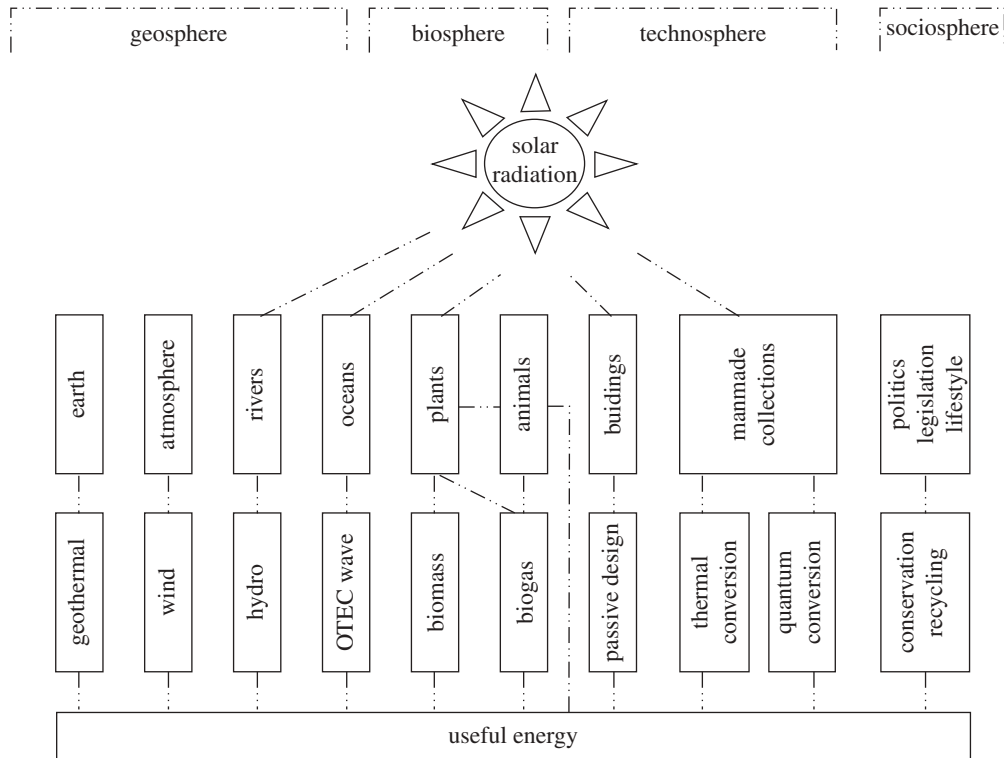 geosphere
biosphere
technosphere
sociosphere
solar
radiation
earth
atmosphere
rivers
oceans
plants
animals
buidings
manmade
collections
politics
legislation
lifestyle
geothermal
wind
hydro
OTEC wave
biomass
biogas
passive design
thermal
conversion
quantum
conversion
conservation
recycling
useful energy